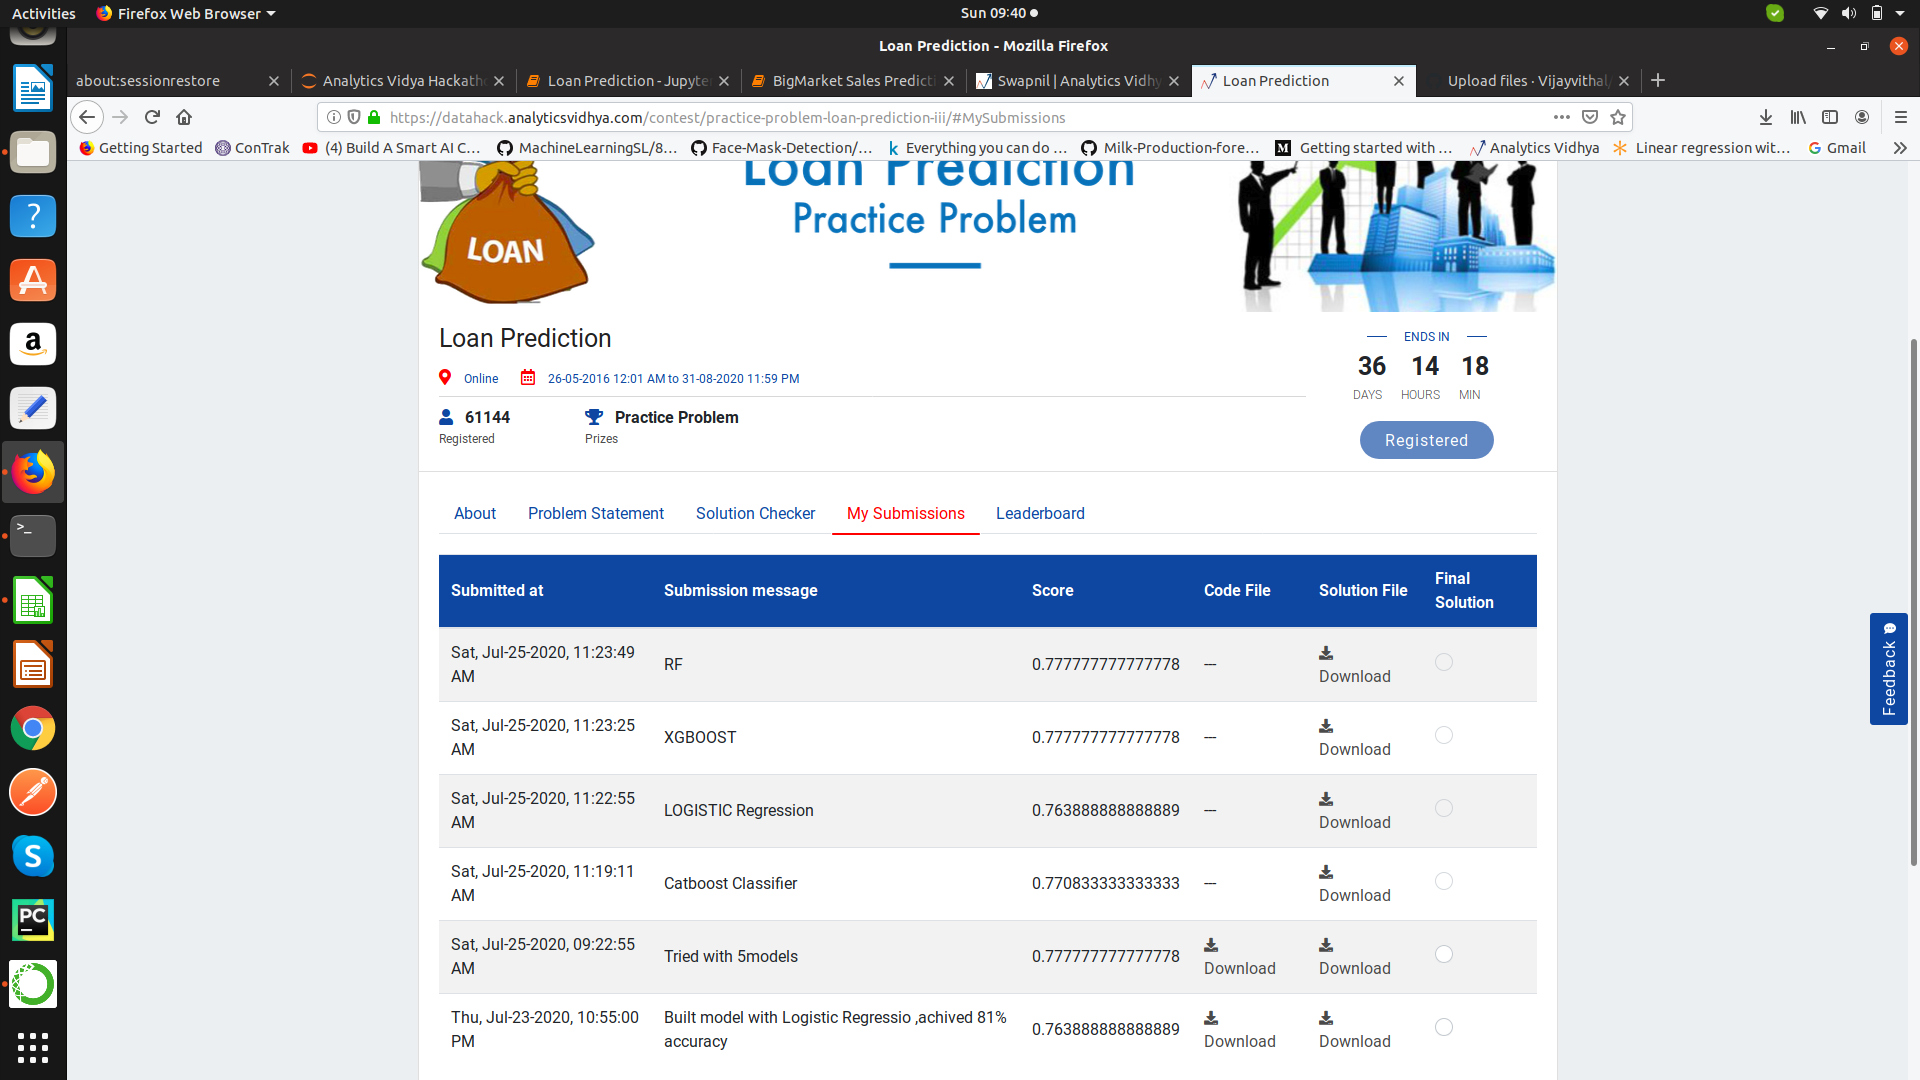 Activities Firefox Web Browser Sun 09:40
Loan Prediction - Mozilla Firefox
about:sessionrestore Analytics Vidya Hackath Loan Prediction - Jupyte BigMarket Sales Predicti Swapnil | Analytics Vidhy Loan Prediction Upload files · Vijayvithal
https://datahack.analyticsvidhya.com/contest/practice-problem-loan-prediction-iii/#MySubmissions
Getting Started ConTrak (4) Build A Smart AI C… MachineLearningSL/8… Face-Mask-Detection/… Everything you can do … Milk-Production-Fore… Getting started with … Analytics Vidhya Linear regression wit… Gmail
Loan Prediction
Practice Problem
LOAN
Loan Prediction
Online 26-05-2016 12:01 AM to 31-08-2020 11:59 PM
61144 Practice Problem
Registered Prizes
ENDS IN
36 14 18
DAYS HOURS MIN
Registered
About Problem Statement Solution Checker My Submissions Leaderboard
Submitted at Submission message Score Code File Solution File Final Solution
Sat, Jul-25-2020, 11:23:49 AM RF 0.777777777777778 --- Download
Sat, Jul-25-2020, 11:23:25 AM XGBOOST 0.777777777777778 --- Download
Sat, Jul-25-2020, 11:22:55 AM LOGISTIC Regression 0.763888888888889 --- Download
Sat, Jul-25-2020, 11:19:11 AM Catboost Classifier 0.770833333333333 --- Download
Sat, Jul-25-2020, 09:22:55 AM Tried with 5models 0.777777777777778 Download Download
Thu, Jul-23-2020, 10:55:00 PM Built model with Logistic Regressio ,achived 81% accuracy 0.763888888888889 Download Download
Feedback